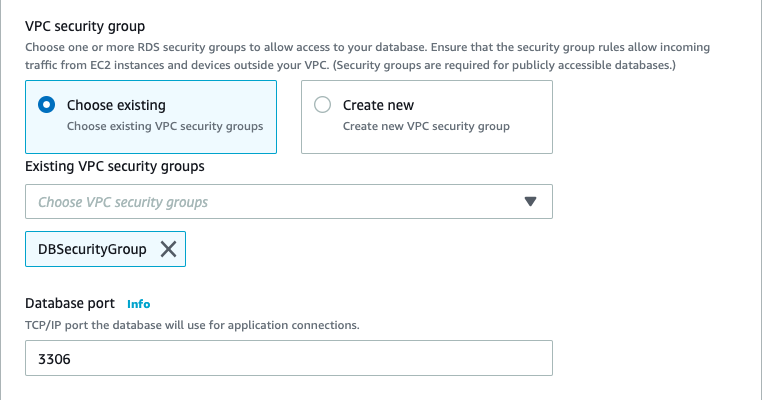 VPC security group
Choose one or more RDS security groups to allow access to your database. Ensure that the security group rules allow incoming
traffic from EC2 instances and devices outside your VPC. (Security groups are required for publicly accessible databases.)
Choose existing
Choose existing VPC security groups
Create new
Create new VPC security group
Existing VPC security groups
Choose VPC security groups
DBSecurityGroup
Database port Info
TCP/IP port the database will use for application connections.
3306